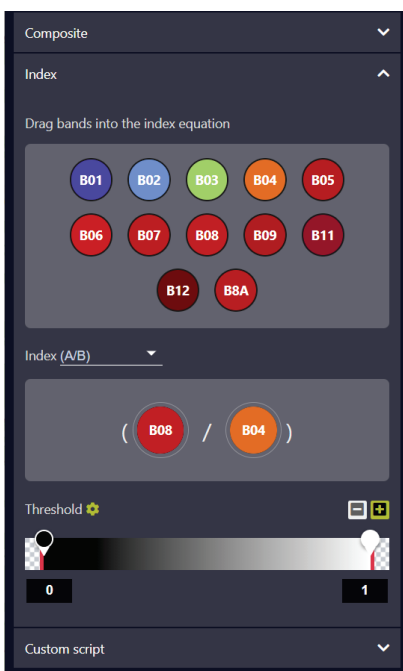 Composite
Index
Drag bands into the index equation
B01 B02 B03 B04 B05
B06 B07 B08 B09 B11
B12 B8A
Index (A/B)
( B08 / B04 )
Threshold
0 1
Custom script